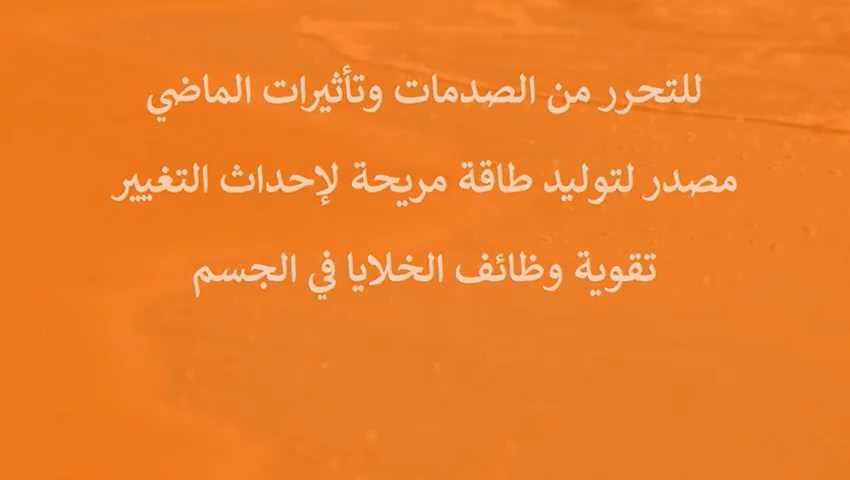 للتحرر من الصدمات وتأثيرات الماضي
مصدر لتوليد طاقة مريحة لإحداث التغيير
تقوية وظائف الخلايا في الجسم